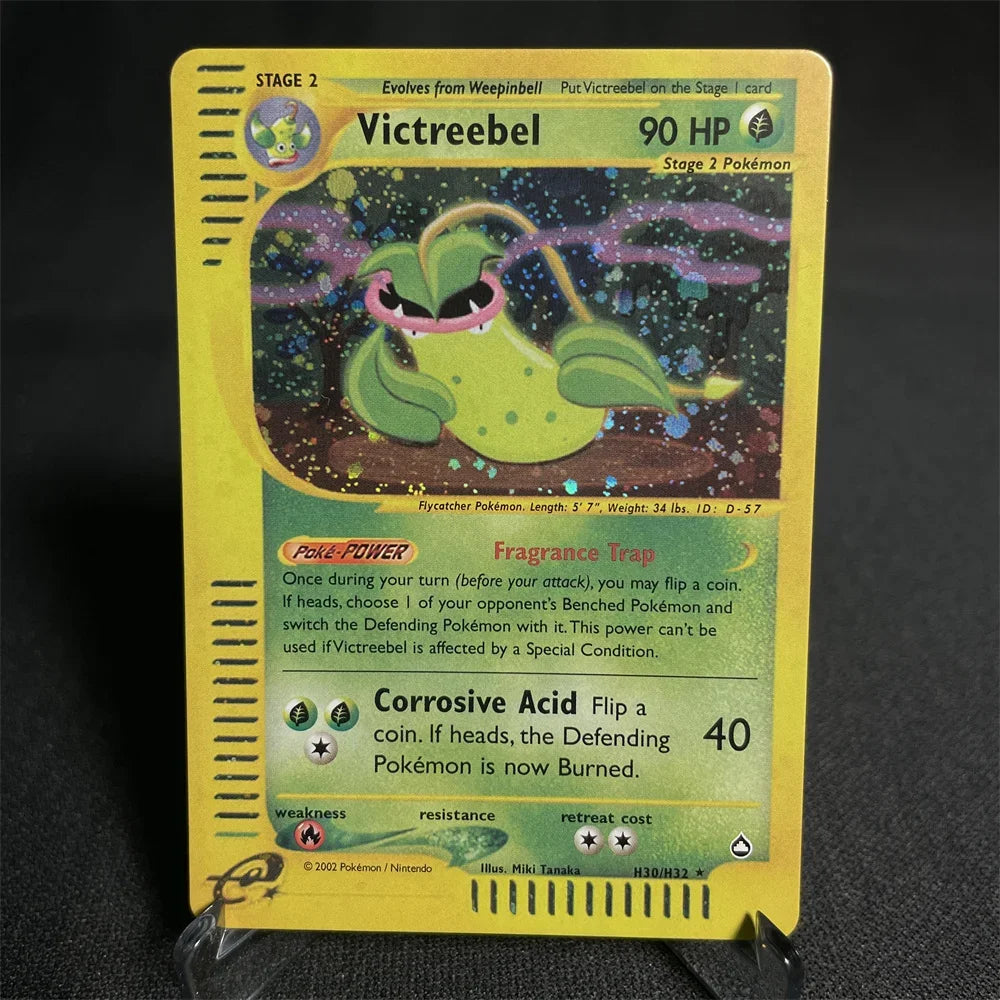 STAGE 2
Evolves from Weepinbell Put Victreebel on the Stage 1 card
Victreebel 90 HP
Stage 2 Pokémon
Flycatcher Pokémon. Length: 5' 7", Weight: 34 lbs. ID: D-57
Poké-POWER Fragrance Trap
Once during your turn (before your attack), you may flip a coin.
If heads, choose 1 of your opponent's Benched Pokémon and
switch the Defending Pokémon with it. This power can't be
used if Victreebel is affected by a Special Condition.
Corrosive Acid Flip a
coin. If heads, the Defending 40
Pokémon is now Burned.
weakness resistance retreat cost
© 2002 Pokémon / Nintendo Illus. Miki Tanaka H30/H32 ★
e